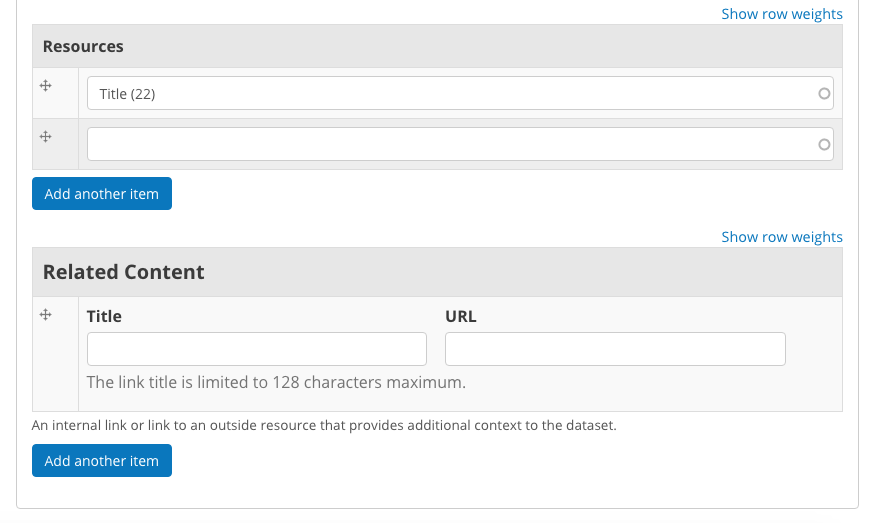 Show row weights
Resources
Title (22)
Add another item
Show row weights
Related Content
Title URL
The link title is limited to 128 characters maximum.
An internal link or link to an outside resource that provides additional context to the dataset.
Add another item